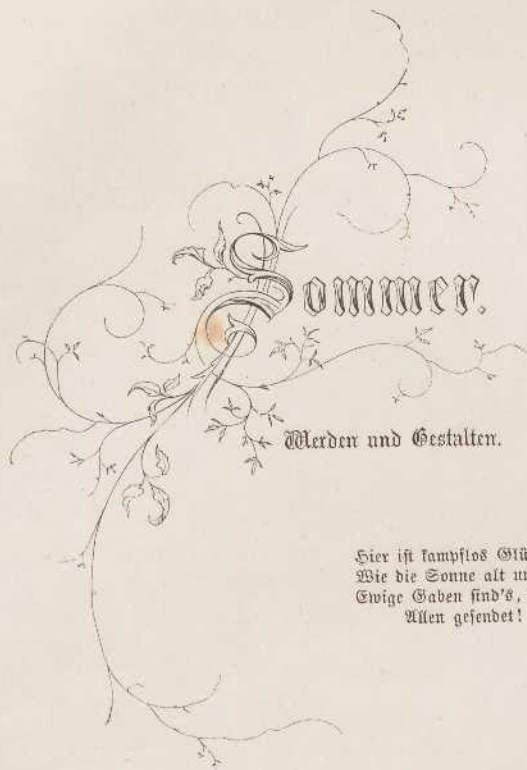 Sommer.
Werden und Gestalten.
Hier ist kampflos
Wie die Sonne alt
Ewige Gaben sind's,
Allen gesendet!